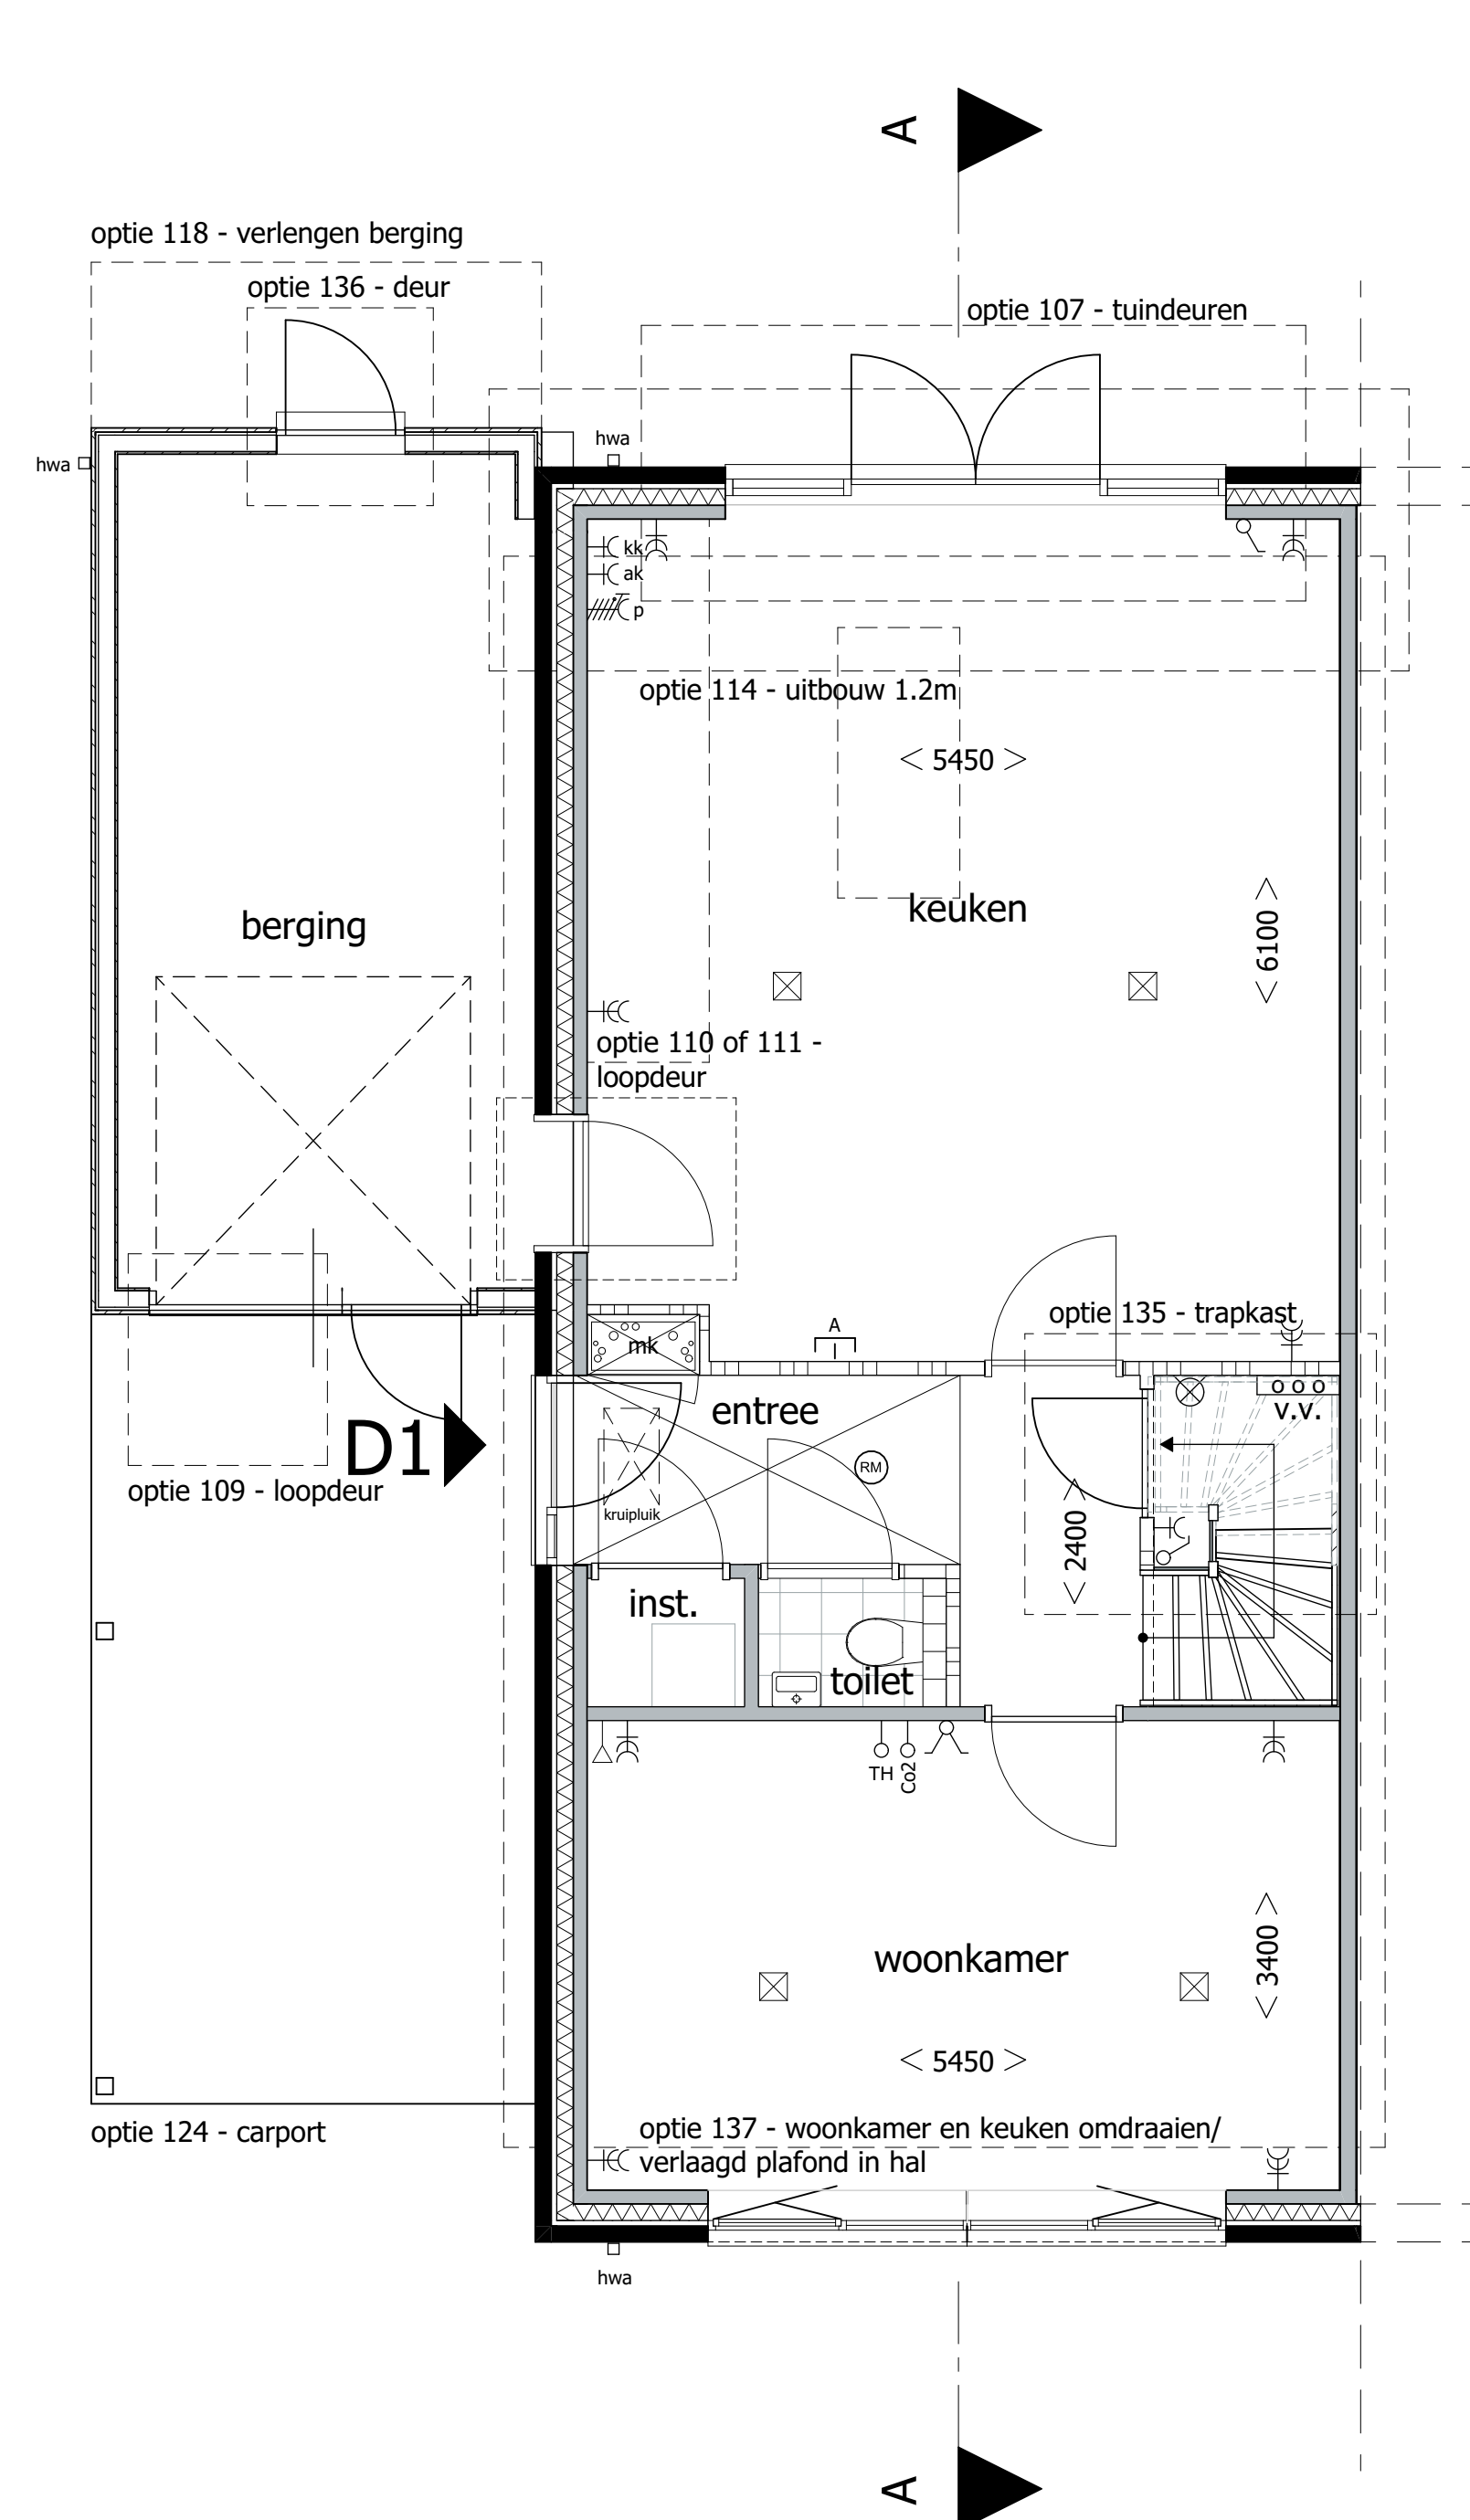 A
optie 118 - verlengen berging
optie 136 - deur
optie 107 - tuindeuren
hwa
hwa
kk
ak
p
optie 114 - uitbouw 1.2m
< 5450 >
keuken
< 6100 >
berging
optie 110 of 111 -
loopdeur
optie 135 - trapkast
A
mk
entree
o o o
v.v.
D1
RM
optie 109 - loopdeur
kruipluik
< 2400 >
inst.
toilet
TH
Co2
woonkamer
< 3400 >
< 5450 >
optie 124 - carport
optie 137 - woonkamer en keuken omdraaien/
verlaagd plafond in hal
hwa
A